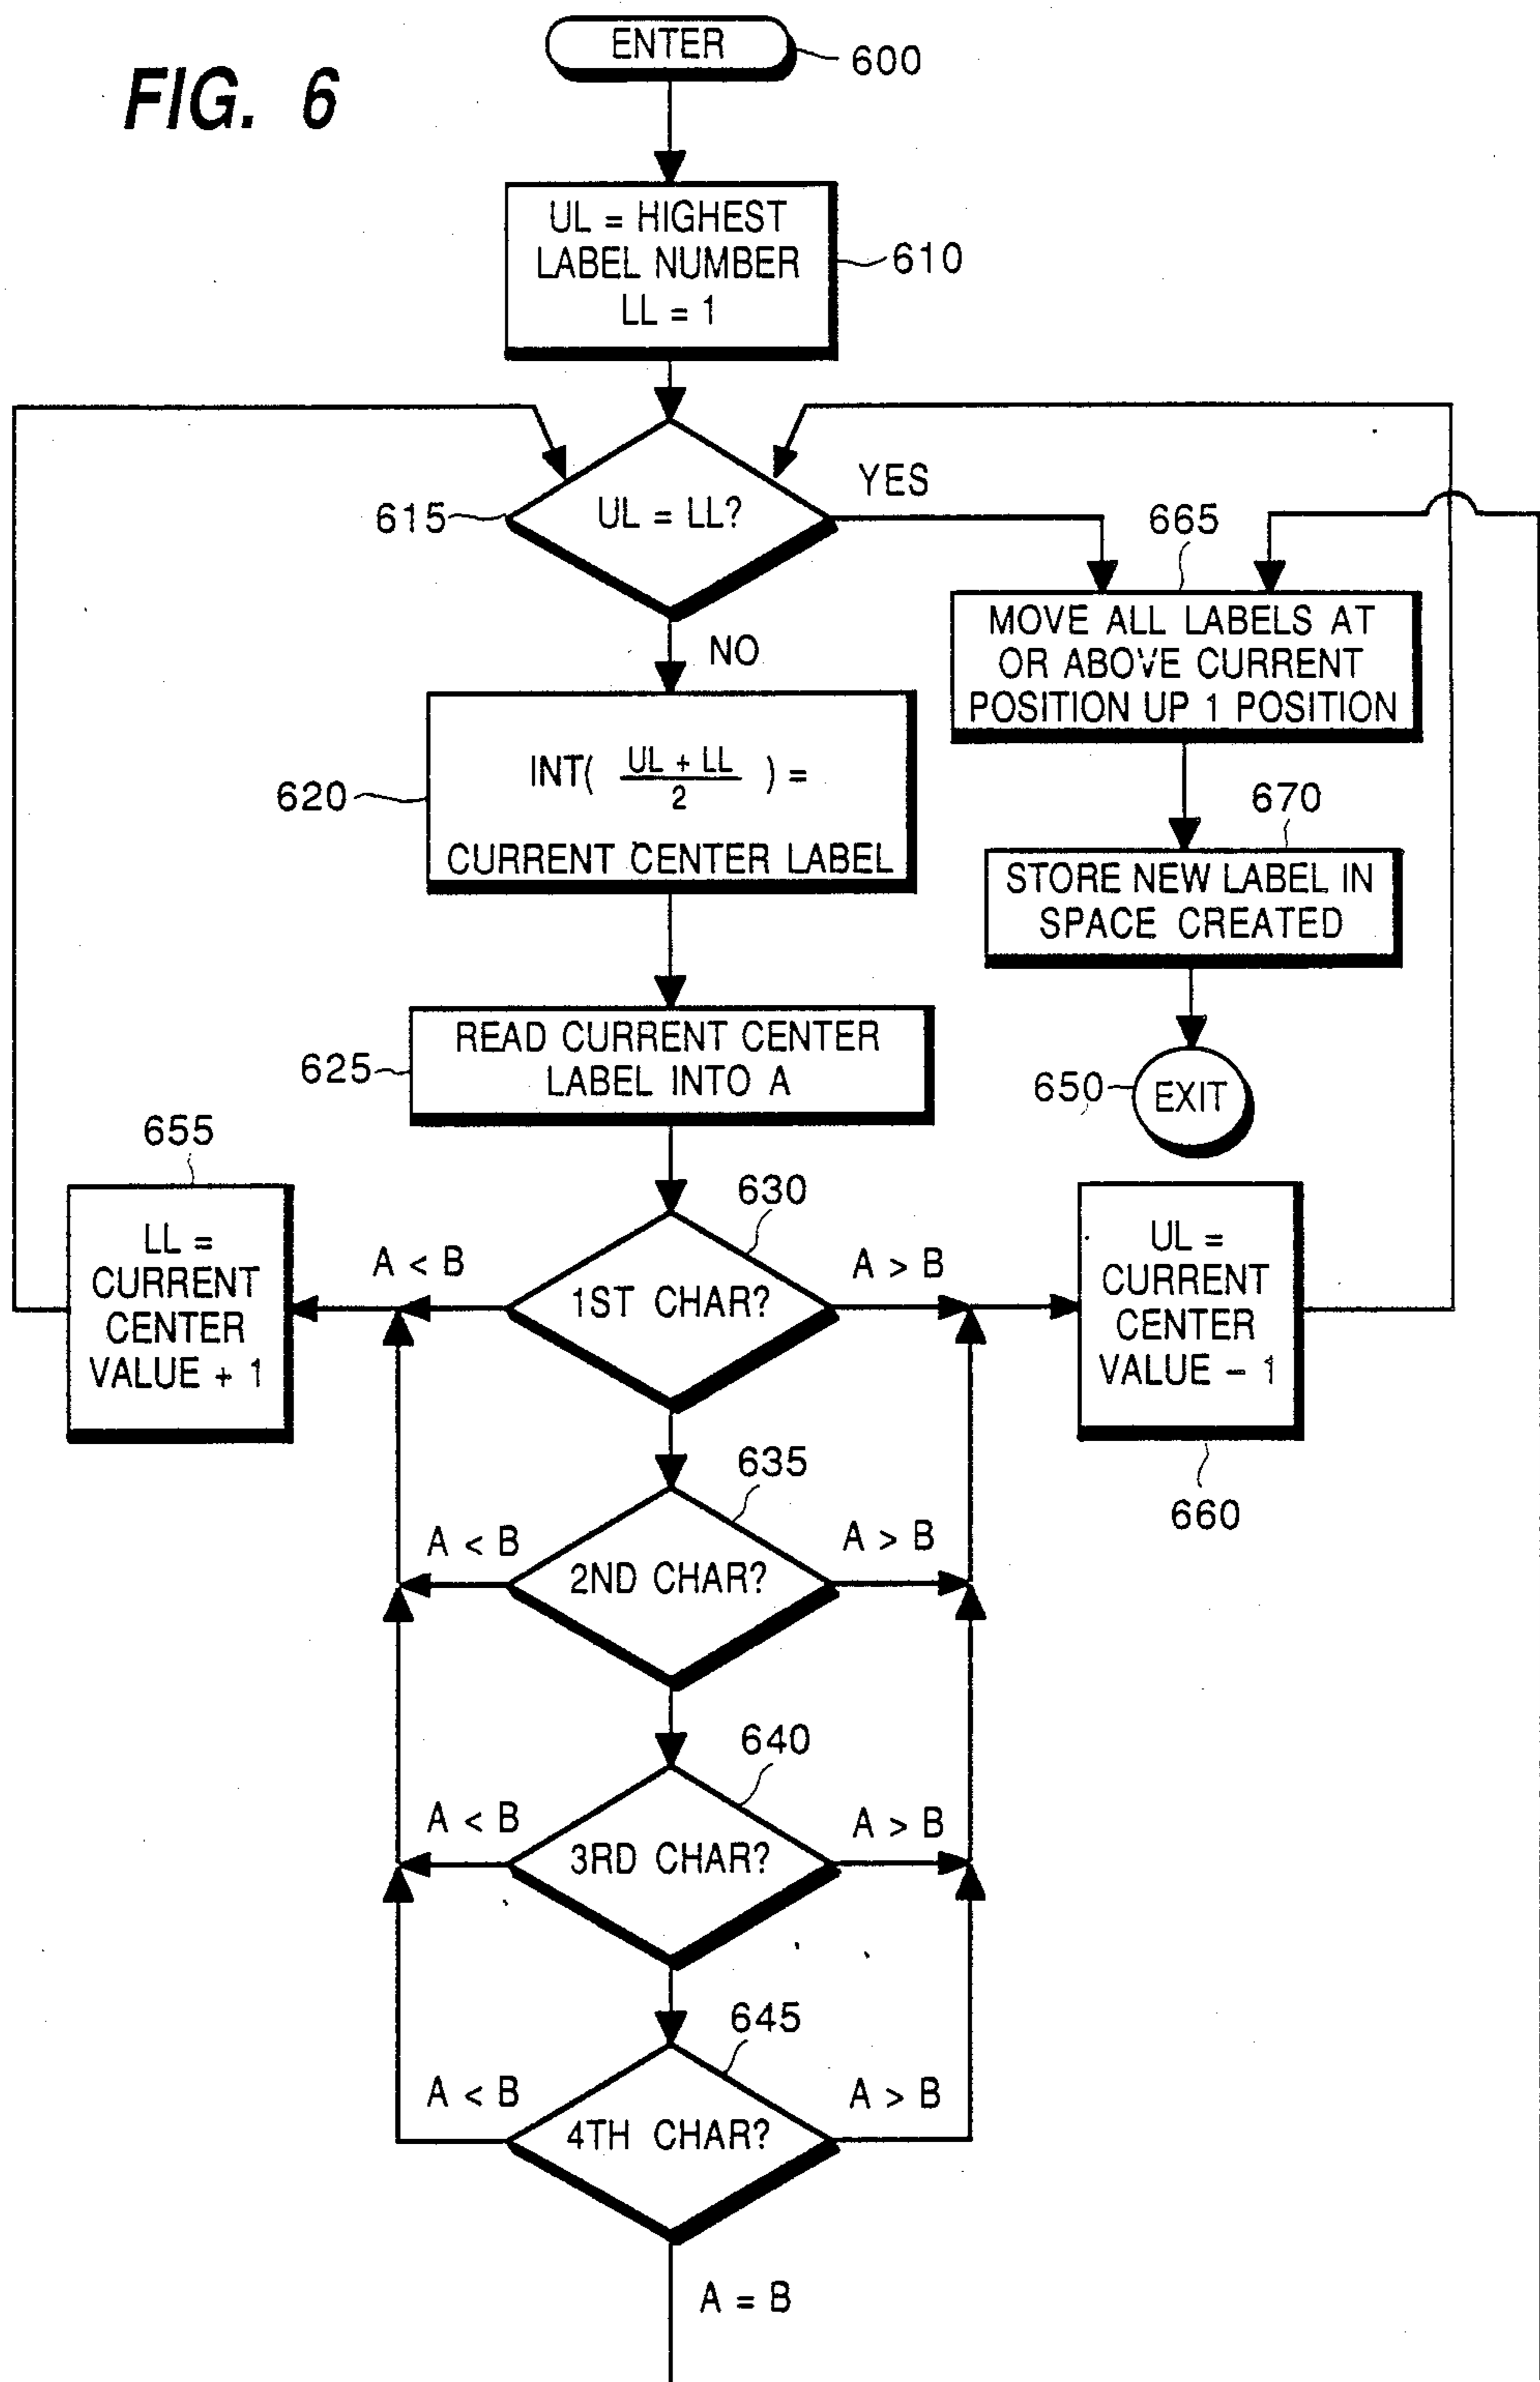 FIG. 6
ENTER
600
UL = HIGHEST
LABEL NUMBER
LL = 1
610
615
UL = LL?
YES
NO
665
MOVE ALL LABELS AT
OR ABOVE CURRENT
POSITION UP 1 POSITION
620
INT( UL + LL / 2 ) =
CURRENT CENTER LABEL
670
STORE NEW LABEL IN
SPACE CREATED
625
READ CURRENT CENTER
LABEL INTO A
650
EXIT
655
LL =
CURRENT
CENTER
VALUE + 1
630
A < B
1ST CHAR?
A > B
UL =
CURRENT
CENTER
VALUE - 1
660
635
A < B
2ND CHAR?
A > B
640
A < B
3RD CHAR?
A > B
645
A < B
4TH CHAR?
A > B
A = B